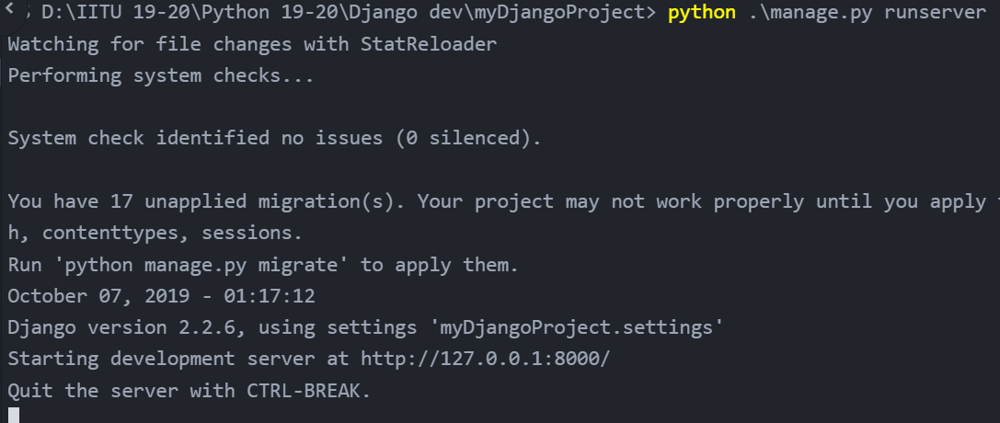 D:\IITU 19-20\Python 19-20\Django dev\myDjangoProject> python .\manage.py runserver
Watching for file changes with StatReloader
Performing system checks...
System check identified no issues (0 silenced).
You have 17 unapplied migration(s). Your project may not work properly until you apply
h, contenttypes, sessions.
Run 'python manage.py migrate' to apply them.
October 07, 2019 - 01:17:12
Django version 2.2.6, using settings 'myDjangoProject.settings'
Starting development server at http://127.0.0.1:8000/
Quit the server with CTRL-BREAK.